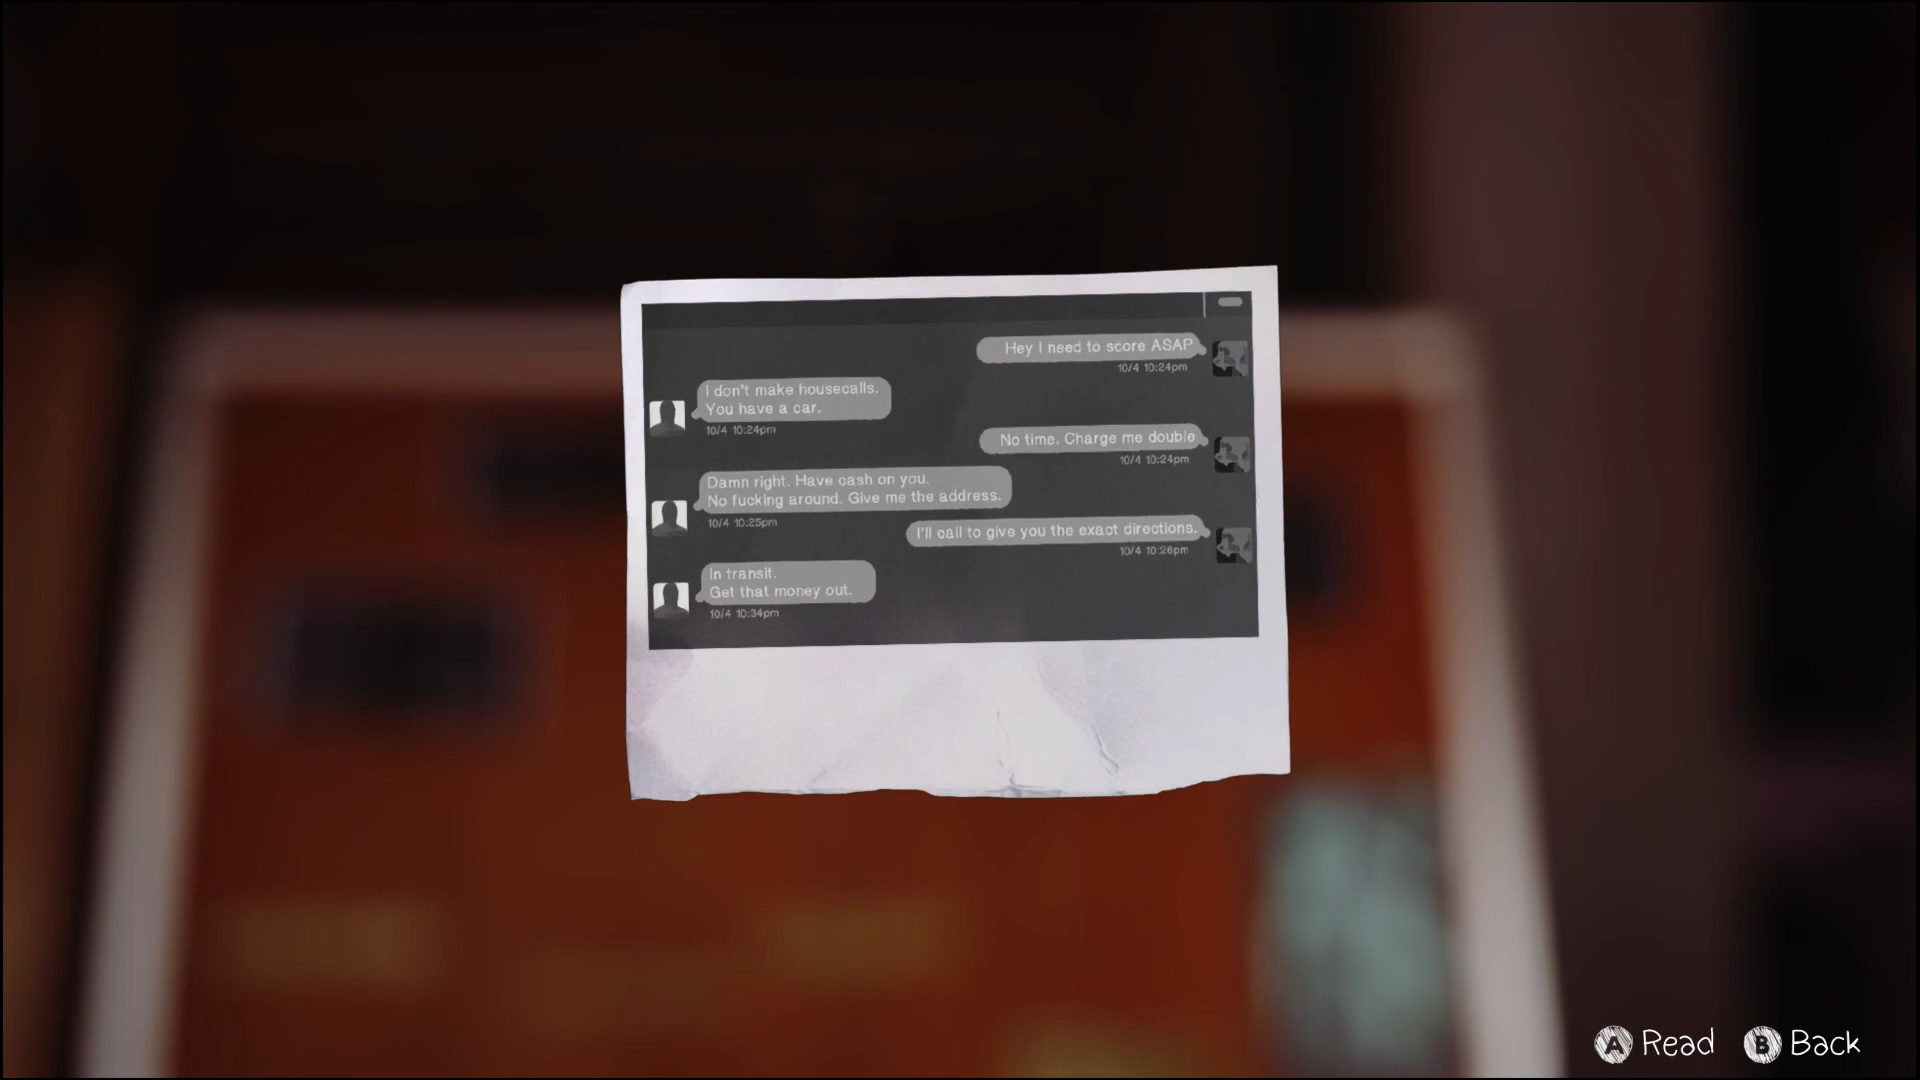 Hey I need to score ASAP
10/4 10:24pm
I don't make housecalls.
You have a car.
10/4 10:24pm
No time. Charge me double
10/4 10:24pm
Damn right. Have cash on you.
No fucking around. Give me the address.
10/4 10:25pm
I'll call to give you the exact directions.
10/4 10:26pm
In transit.
Get that money out.
10/4 10:34pm
A Read B Back